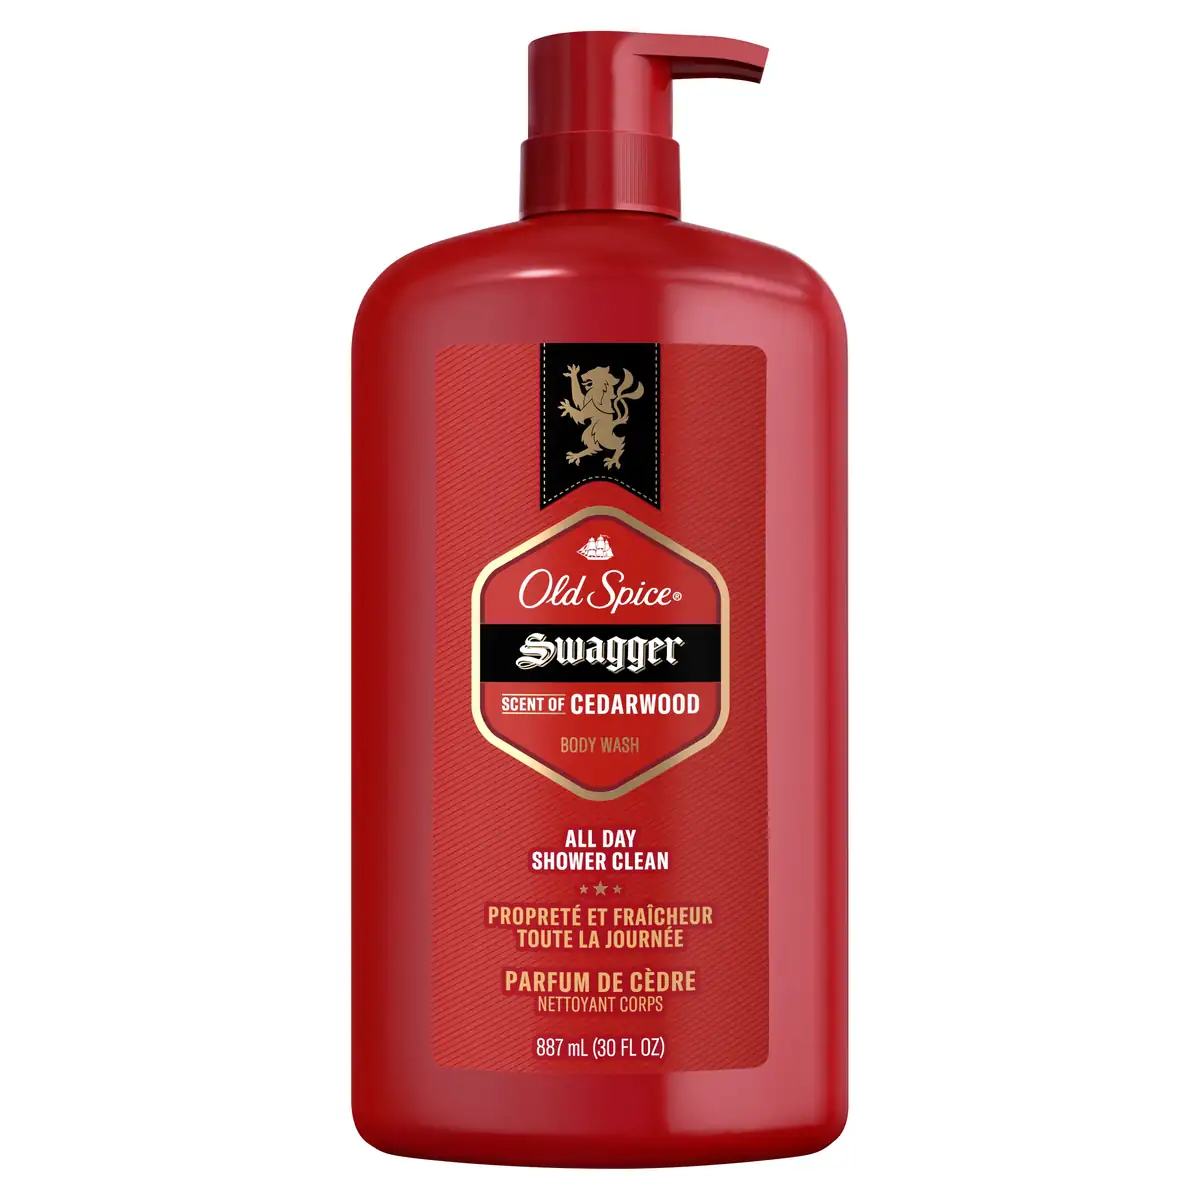 Old Spice®
Swagger
SCENT OF CEDARWOOD
BODY WASH
ALL DAY
SHOWER CLEAN
PROPRETÉ ET FRAÎCHEUR
TOUTE LA JOURNÉE
PARFUM DE CÈDRE
NETTOYANT CORPS
887 mL (30 FL OZ)